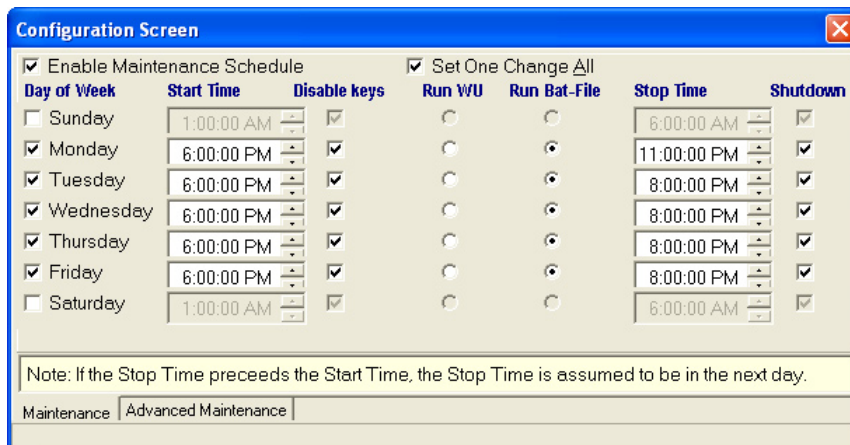 Configuration Screen
Enable Maintenance Schedule Set One Change All
Day of Week Start Time Disable keys Run WU Run Bat-File Stop Time Shutdown
Sunday 1:00:00 AM 6:00:00 AM
Monday 6:00:00 PM 11:00:00 PM
Tuesday 6:00:00 PM 8:00:00 PM
Wednesday 6:00:00 PM 8:00:00 PM
Thursday 6:00:00 PM 8:00:00 PM
Friday 6:00:00 PM 8:00:00 PM
Saturday 1:00:00 AM 6:00:00 AM
Note: If the Stop Time preceeds the Start Time, the Stop Time is assumed to be in the next day.
Maintenance Advanced Maintenance